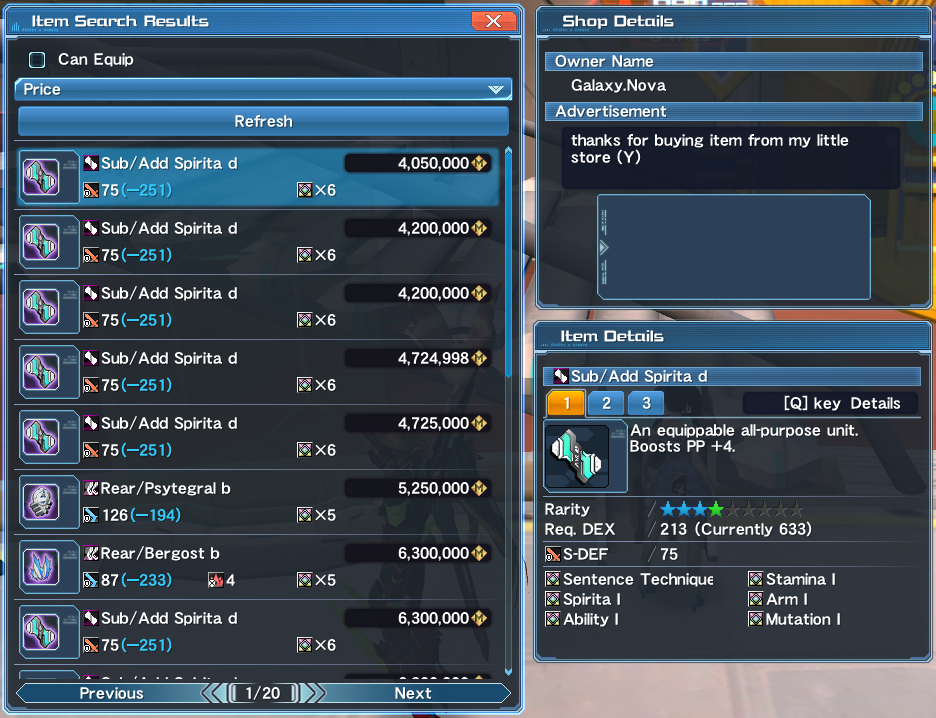 Item Search Results
Can Equip
Price
Refresh
Sub/Add Spirita d 4,050,000
75(−251) ×6
Sub/Add Spirita d 4,200,000
75(−251) ×6
Sub/Add Spirita d 4,200,000
75(−251) ×6
Sub/Add Spirita d 4,724,998
75(−251) ×6
Sub/Add Spirita d 4,725,000
75(−251) ×6
Rear/Psytegral b 5,250,000
126(−194) ×5
Rear/Bergost b 6,300,000
87(−233) 4 ×5
Sub/Add Spirita d 6,300,000
75(−251) ×6
Previous 1/20 Next
Shop Details
Owner Name
Galaxy.Nova
Advertisement
thanks for buying item from my little
store (Y)
Item Details
Sub/Add Spirita d
1 2 3 [Q] key Details
An equippable all-purpose unit.
Boosts PP +4.
Rarity /
Req. DEX / 213 (Currently 633)
S-DEF / 75
Sentence Technique Stamina I
Spirita I Arm I
Ability I Mutation I